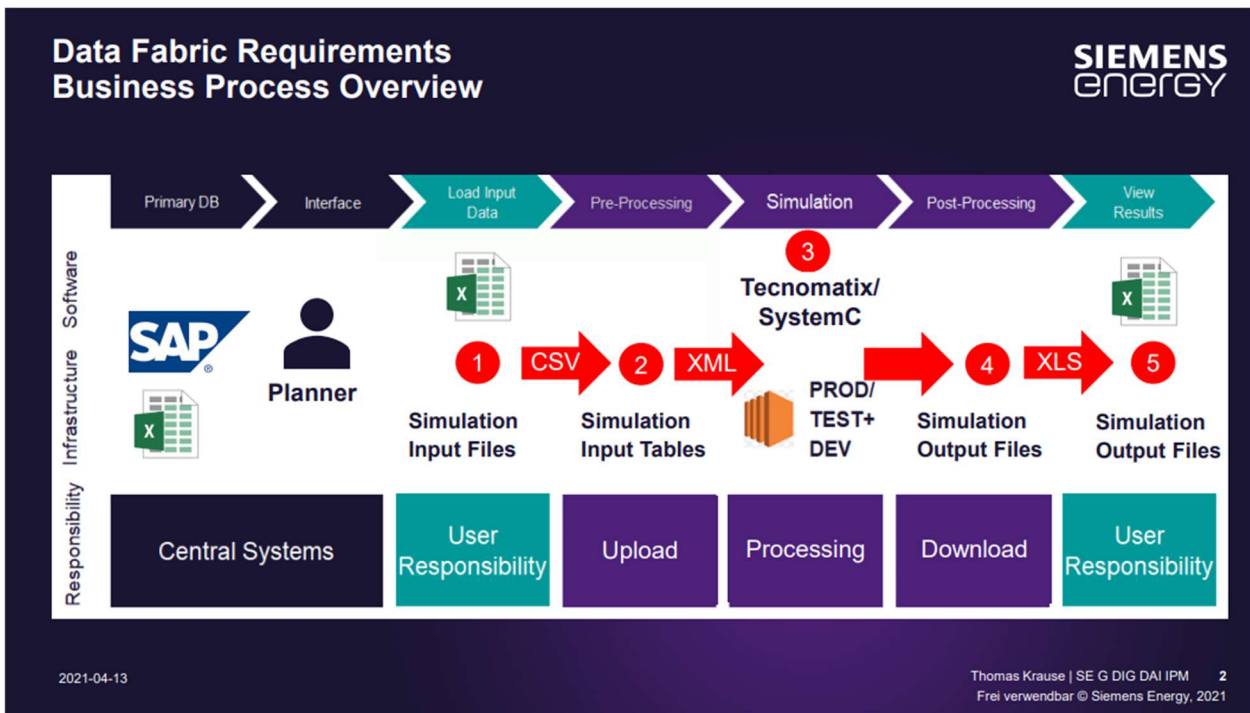 Data Fabric Requirements
Business Process Overview
SIEMENS
energy
Primary DB
Interface
Load Input
Data
Pre-Processing
Simulation
Post-Processing
View
Results
Software
Infrastructure
Responsibility
SAP
®
X
Planner
X
1
Simulation
Input Files
CSV
2
Simulation
Input Tables
XML
3
Tecnomatix/
SystemC
PROD/
TEST+
DEV
4
Simulation
Output Files
XLS
X
5
Simulation
Output Files
Central Systems
User
Responsibility
Upload
Processing
Download
User
Responsibility
2021-04-13
Thomas Krause | SE G DIG DAI IPM 2
Frei verwendbar © Siemens Energy, 2021